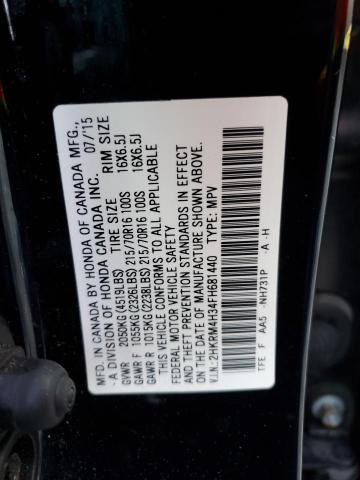 MFD. IN CANADA BY HONDA OF CANADA MFG.,
-A DIVISION OF HONDA CANADA INC. 07/'15
TIRE SIZE RIM SIZE
GVWR 2050KG(4519LBS)
GAWR F 1055KG(2326LBS)215/70R16 100S 16X6.5J
GAWR R 1015KG(2238LBS)215/70R16 100S 16X6.5J
THIS VEHICLE CONFORMS TO ALL APPLICABLE
FEDERAL MOTOR VEHICLE SAFETY
AND THEFT PREVENTION STANDARDS IN EFFECT
ON THE DATE OF MANUFACTURE SHOWN ABOVE.
V.I.N.:2HKRM4H34FH681440 TYPE: MPV
TFE F AA5 NH731P -A -H